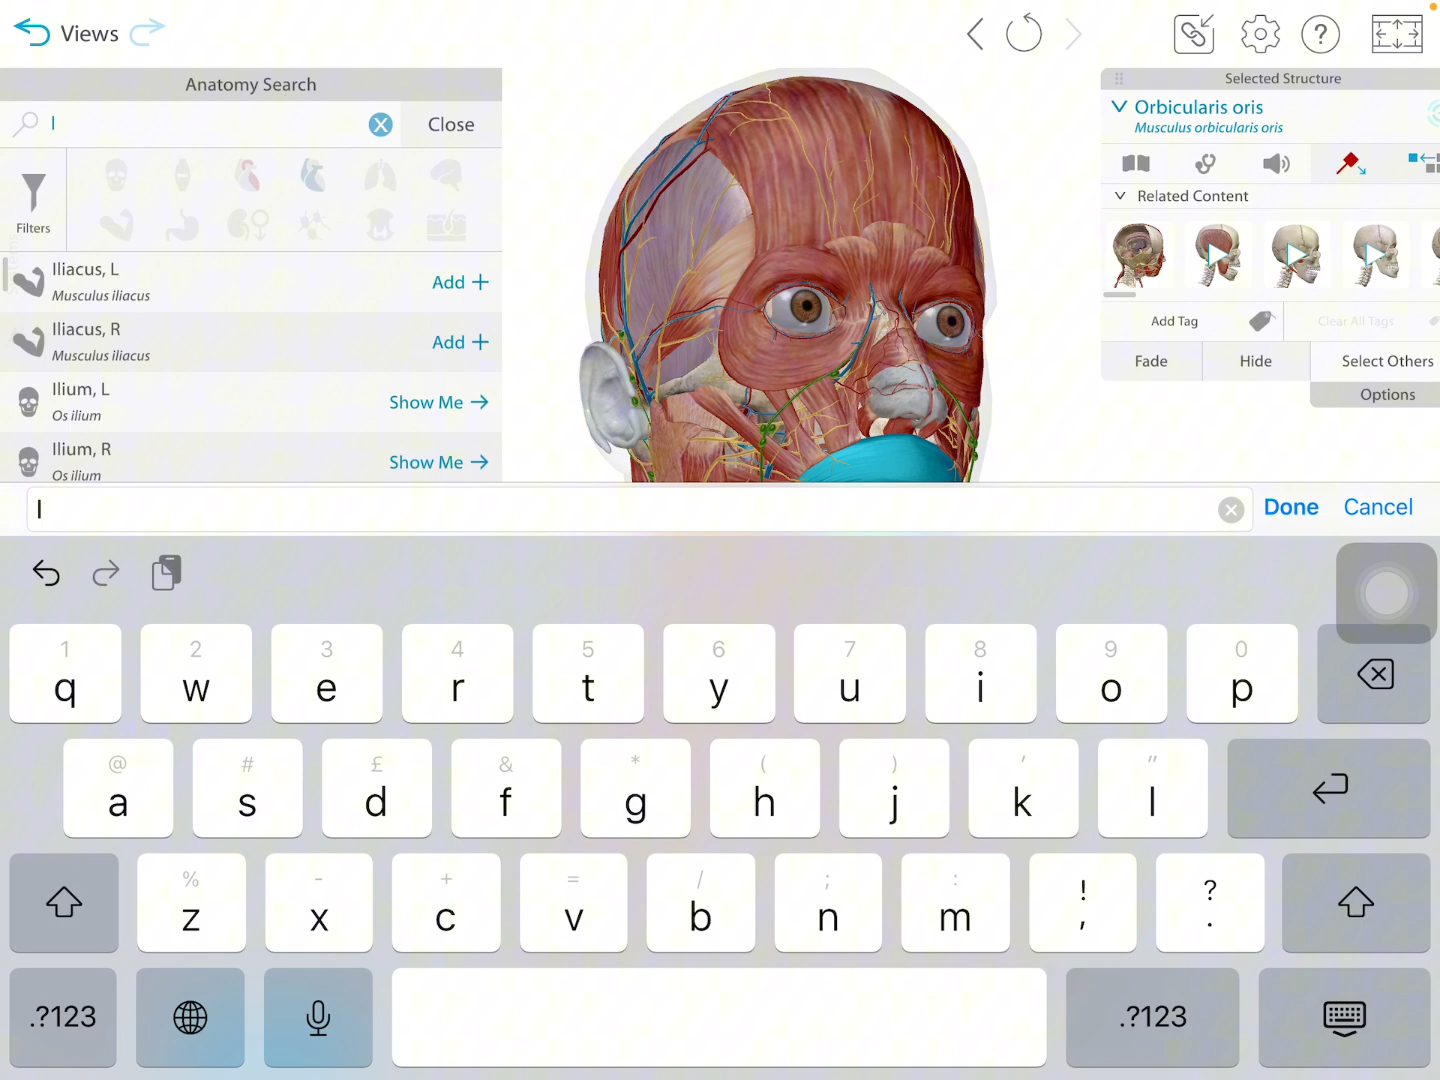 Views
Anatomy Search
l
Close
Filters
Iliacus, L
Musculus iliacus
Add +
Iliacus, R
Musculus iliacus
Add +
Ilium, L
Os ilium
Show Me →
Ilium, R
Os ilium
Show Me →
Selected Structure
Orbicularis oris
Musculus orbicularis oris
Related Content
Add Tag
Clear All Tags
Fade
Hide
Select Others
Options
l
Done
Cancel
1 2 3 4 5 6 7 8 9 0
q w e r t y u i o p
@ # £ & * ( ) ' "
a s d f g h j k l
% - + = / ; : ! ?
z x c v b n m , .
.?123
.?123